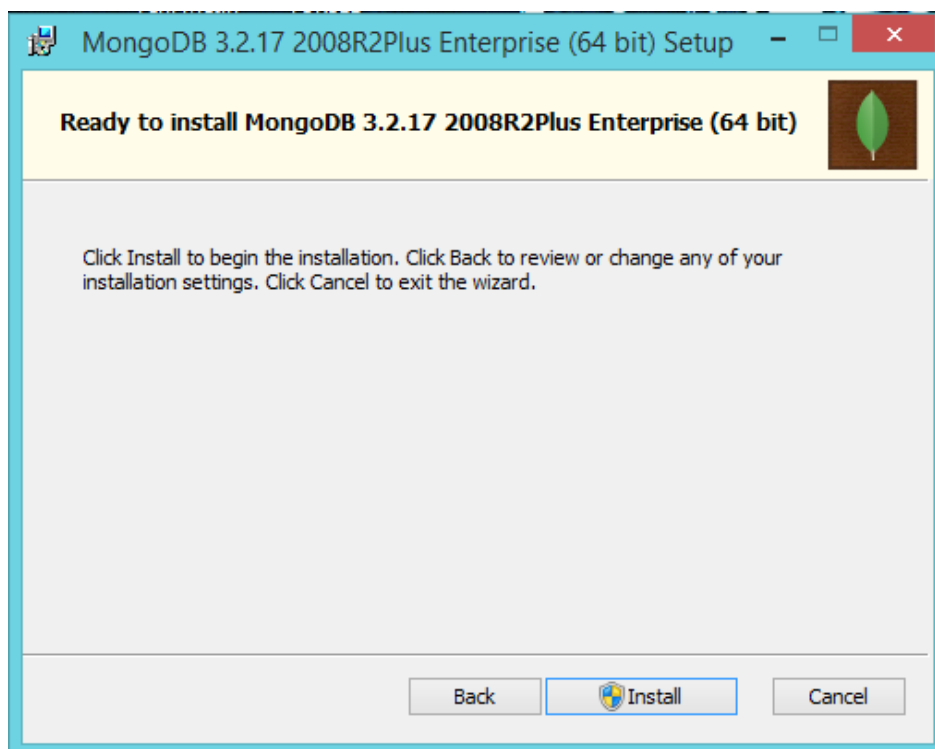 MongoDB 3.2.17 2008R2Plus Enterprise (64 bit) Setup
Ready to install MongoDB 3.2.17 2008R2Plus Enterprise (64 bit)
Click Install to begin the installation. Click Back to review or change any of your
installation settings. Click Cancel to exit the wizard.
Back
Install
Cancel